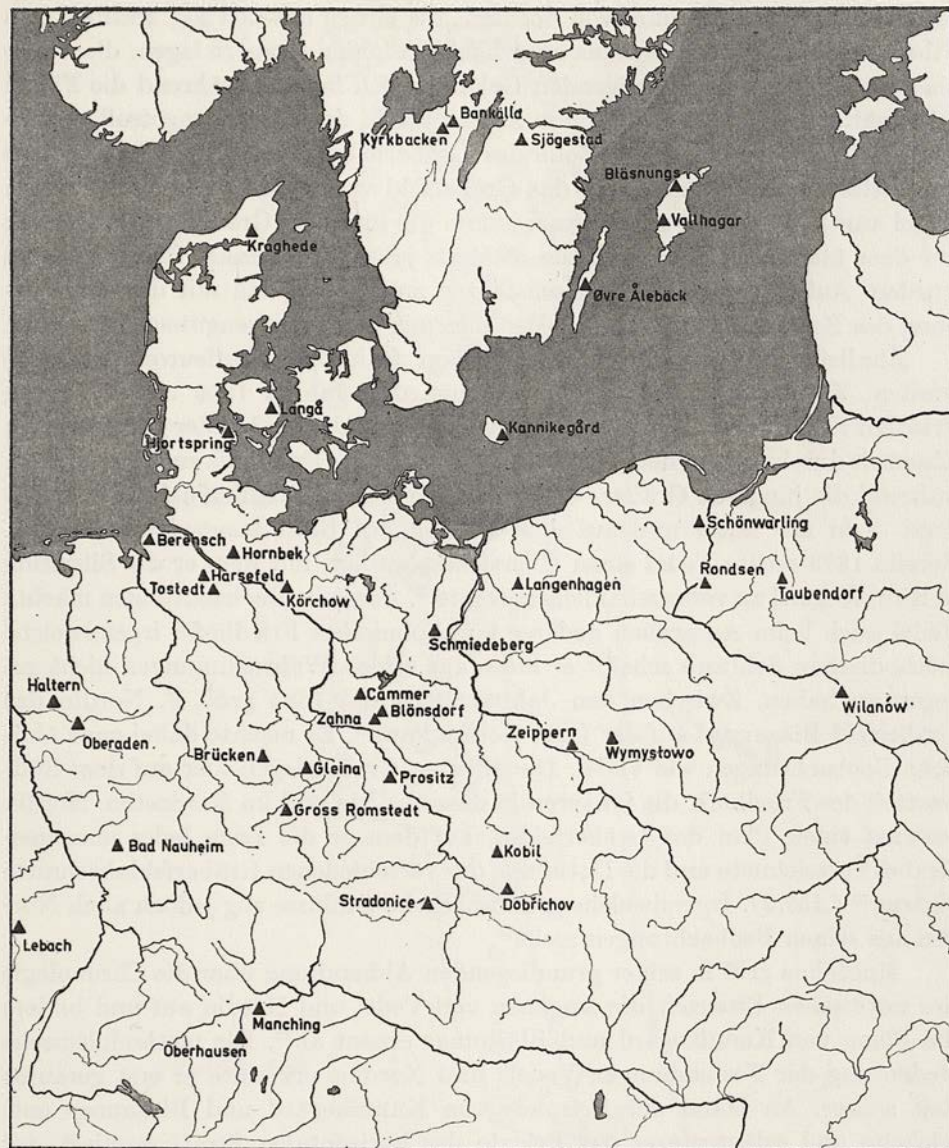 Bankälla
Kyrkbacken
Sjögestad
Bläsnungs
Vallhagar
Kraghede
Øvre Ålebäck
Langå
Hjortspring
Kannikegård
Schönwarling
Berensch
Hornbek
Harsefeld
Tostedt
Körchow
Langenhagen
Rondsen
Taubendorf
Schmiedeberg
Haltern
Cammer
Blönsdorf
Zahna
Wilanów
Oberaden
Brücken
Zeippern
Wymysłowo
Gleina
Prositz
Gross Romstedt
Bad Nauheim
Kobil
Stradonice
Dobřichov
Lebach
Manching
Oberhausen